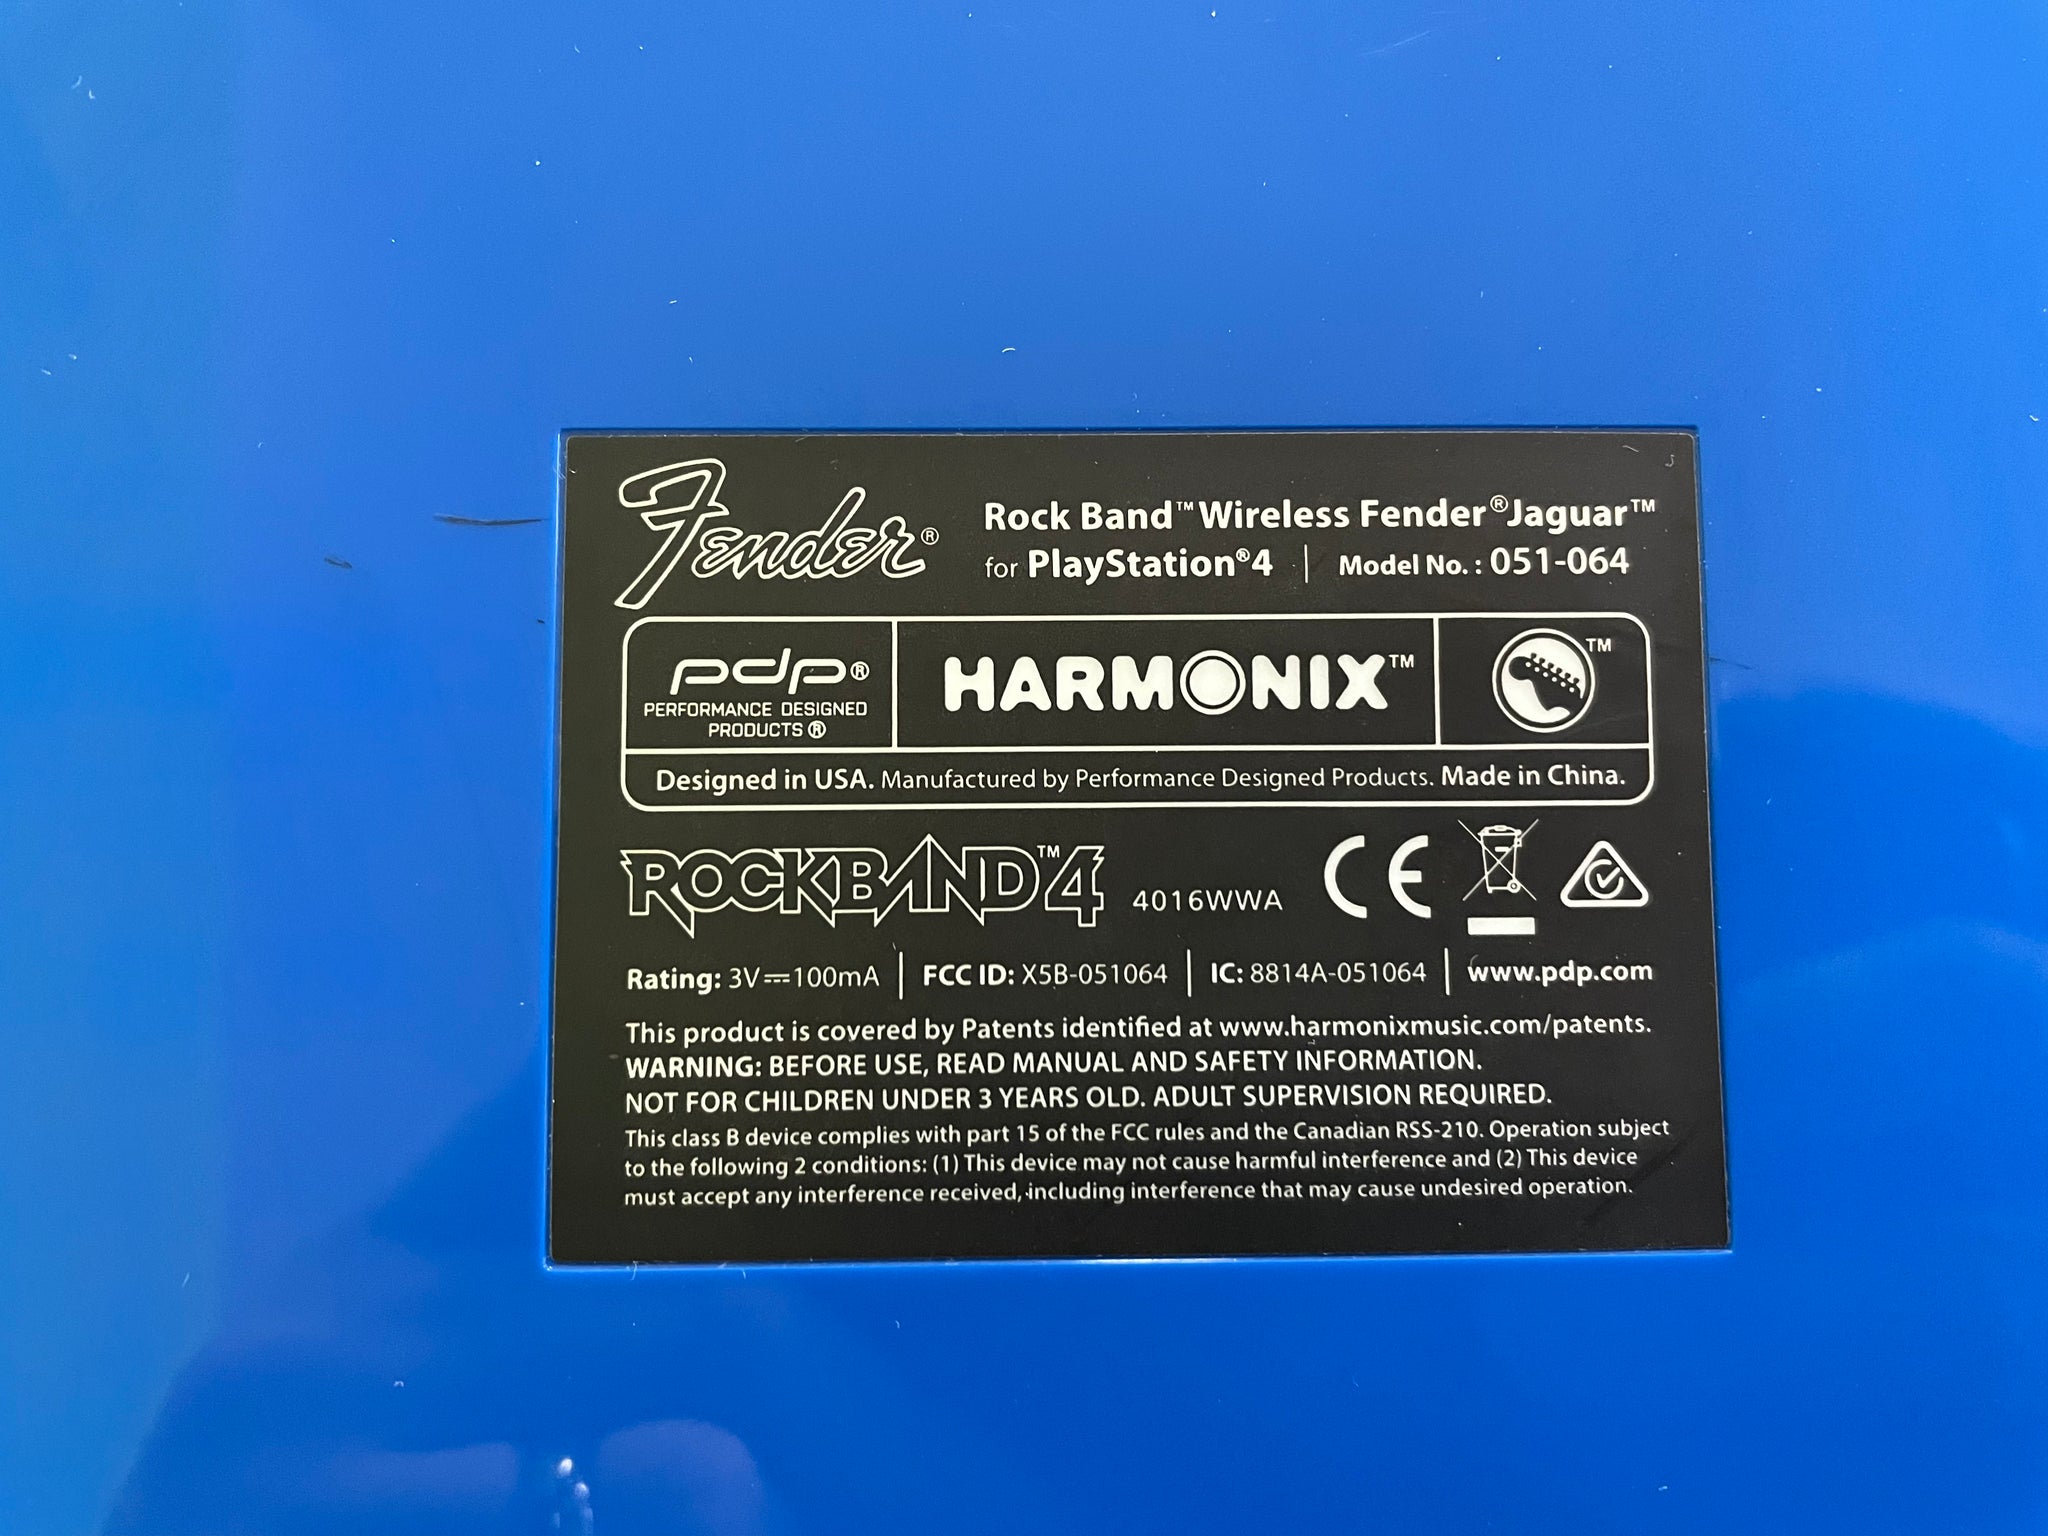 Fender®
Rock Band™ Wireless Fender® Jaguar™
for PlayStation®4 | Model No.: 051-064
pdp®
PERFORMANCE DESIGNED
PRODUCTS ®
HARMONIX™
TM
Designed in USA. Manufactured by Performance Designed Products. Made in China.
ROCKBAND™4 4016WWA CE
Rating: 3V⎓100mA | FCC ID: X5B-051064 | IC: 8814A-051064 | www.pdp.com
This product is covered by Patents identified at www.harmonixmusic.com/patents.
WARNING: BEFORE USE, READ MANUAL AND SAFETY INFORMATION.
NOT FOR CHILDREN UNDER 3 YEARS OLD. ADULT SUPERVISION REQUIRED.
This class B device complies with part 15 of the FCC rules and the Canadian RSS-210. Operation subject
to the following 2 conditions: (1) This device may not cause harmful interference and (2) This device
must accept any interference received, including interference that may cause undesired operation.